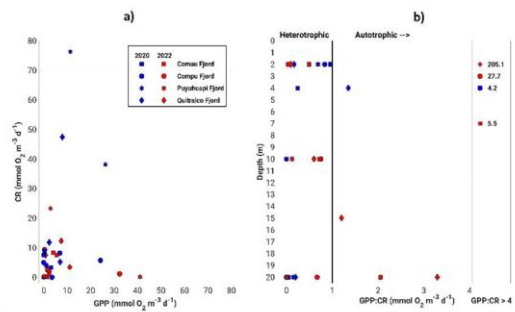 a)
b)
80
70
60
50
40
30
20
10
0
CR (mmol O₂ m⁻³ d⁻¹)
2020 2022
Comau Fjord
Compu Fjord
Puyuhuapi Fjord
Quitralco Fjord
0 10 20 30 40 50 60 70 80
GPP (mmol O₂ m⁻³ d⁻¹)
Heterotrophic Autotrophic -->
0
1
2
3
4
5
6
7
8
9
10
11
12
13
14
15
16
17
18
19
20
Depth (m)
205.1
27.7
4.2
5.5
0 1 2 3 4
GPP:CR (mmol O₂ m⁻³ d⁻¹) GPP:CR > 4